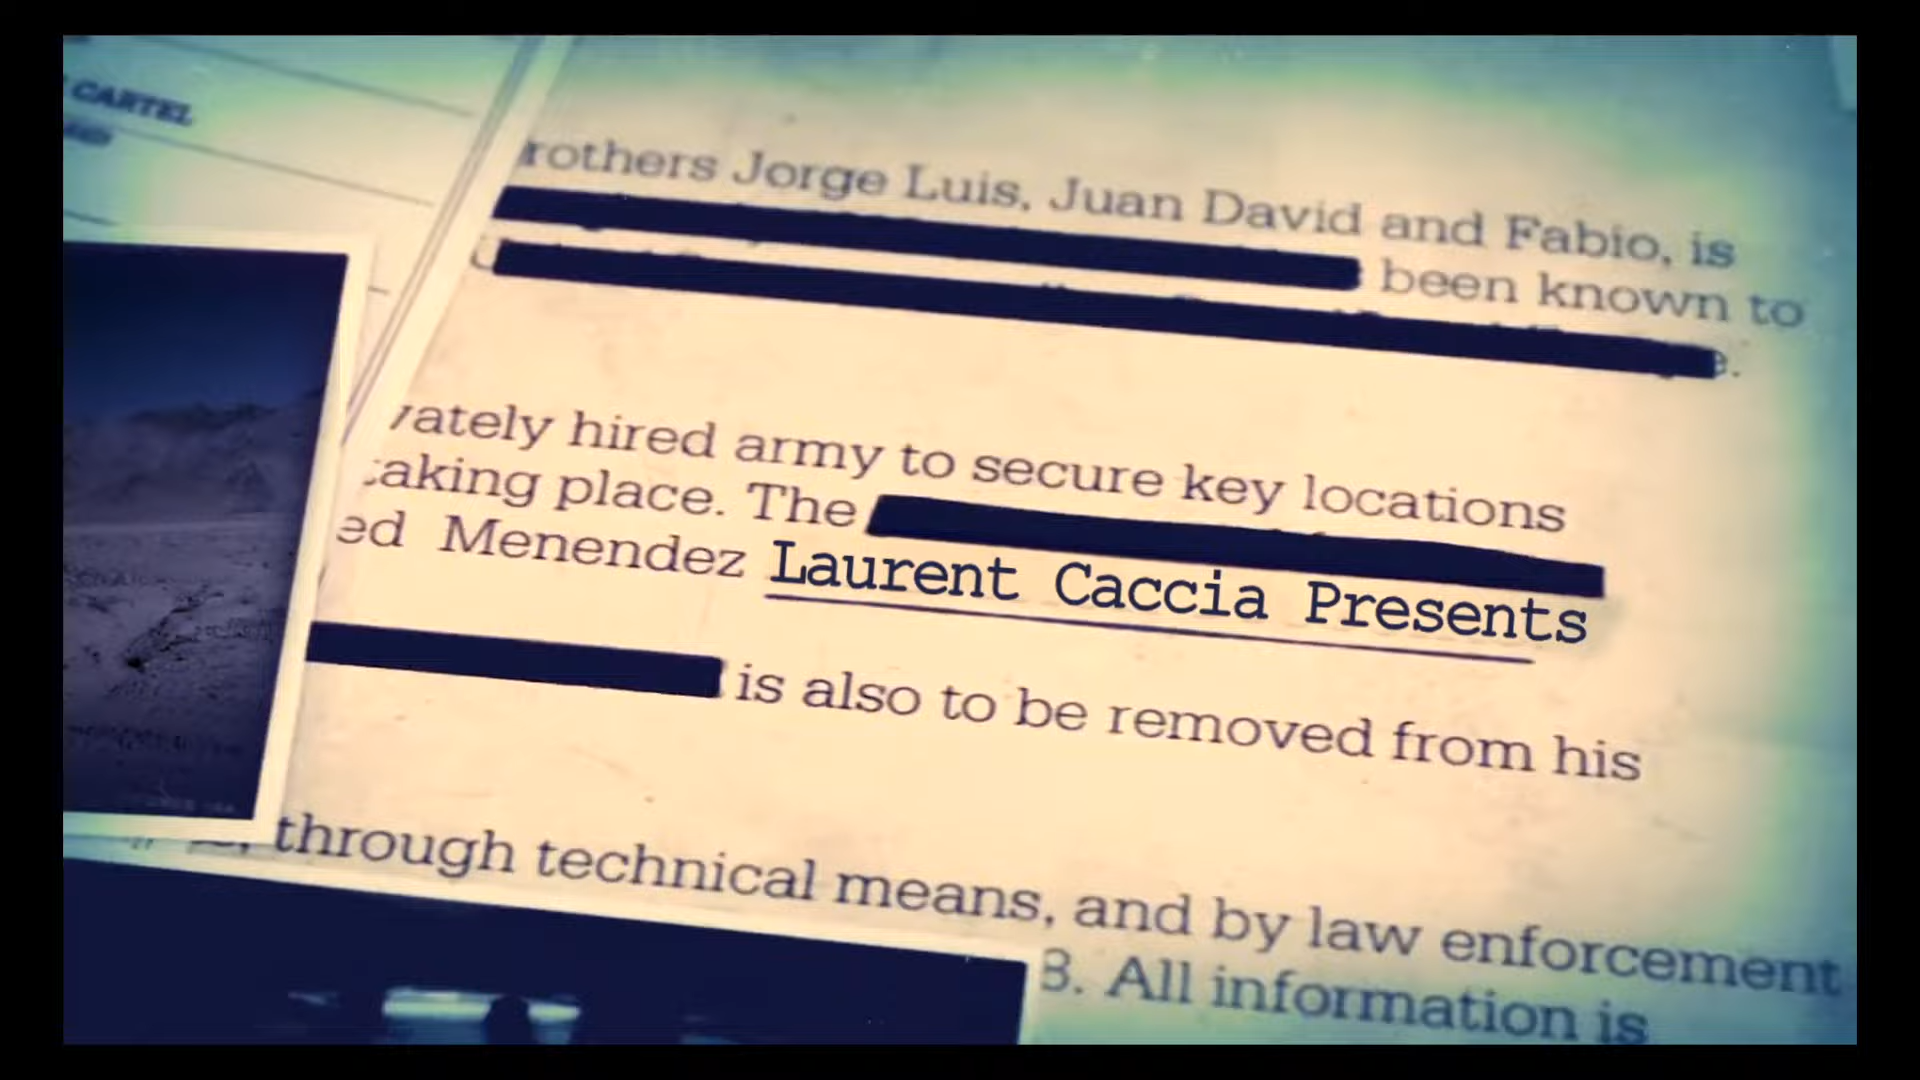 CARTEL
rothers Jorge Luis, Juan David and Fabio, is
been known to
e.
vately hired army to secure key locations
taking place. The
ed Menendez Laurent Caccia Presents
is also to be removed from his
through technical means, and by law enforcement
3. All information is